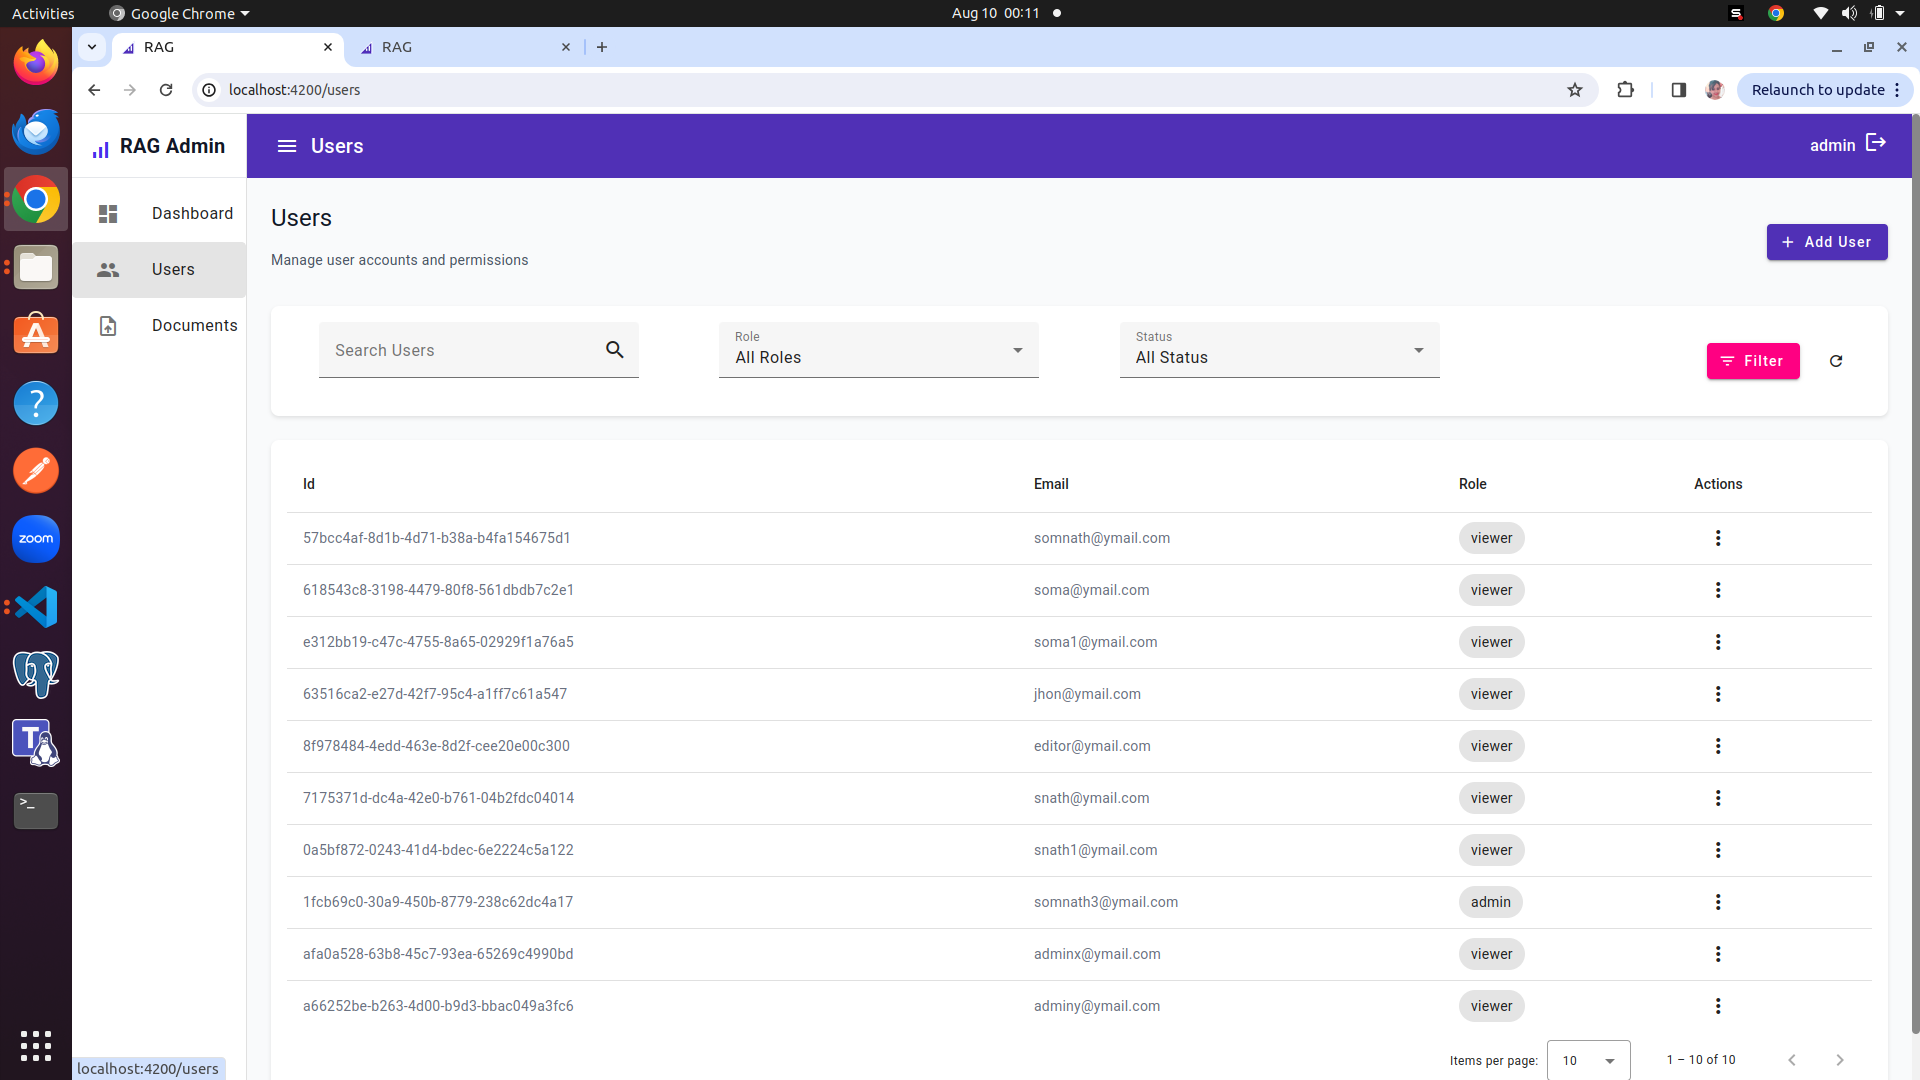 Activities
Google Chrome
Aug 10 00:11
RAG
RAG
localhost:4200/users
Relaunch to update
RAG Admin
Users
admin
Dashboard
Users
Documents
Users
Manage user accounts and permissions
Add User
Search Users
Role
All Roles
Status
All Status
Filter
Id Email Role Actions
57bcc4af-8d1b-4d71-b38a-b4fa154675d1 somnath@ymail.com viewer
618543c8-3198-4479-80f8-561dbdb7c2e1 soma@ymail.com viewer
e312bb19-c47c-4755-8a65-02929f1a76a5 soma1@ymail.com viewer
63516ca2-e27d-42f7-95c4-a1ff7c61a547 jhon@ymail.com viewer
8f978484-4edd-463e-8d2f-cee20e00c300 editor@ymail.com viewer
7175371d-dc4a-42e0-b761-04b2fdc04014 snath@ymail.com viewer
0a5bf872-0243-41d4-bdec-6e2224c5a122 snath1@ymail.com viewer
1fcb69c0-30a9-450b-8779-238c62dc4a17 somnath3@ymail.com admin
afa0a528-63b8-45c7-93ea-65269c4990bd adminx@ymail.com viewer
a66252be-b263-4d00-b9d3-bbac049a3fc6 adminy@ymail.com viewer
Items per page: 10 1 – 10 of 10
zoom
localhost:4200/users